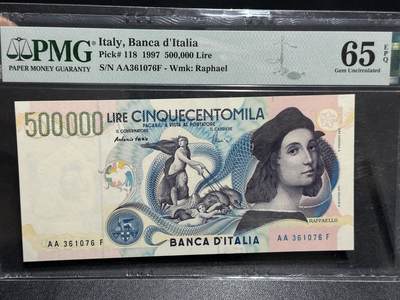 PMG
PAPER MONEY GUARANTY
Italy, Banca d'Italia
Pick# 118 1997 500,000 Lire
S/N AA361076F - Wmk: Raphael
65 EPQ
Gem Uncirculated
500000 LIRE CINQUECENTOMILA
PAGABILI A VISTA AL PORTATORE
IL GOVERNATORE
IL CASSIERE
RAFFAELLO
AA 361076 F
BANCA D'ITALIA
AA 361076 F